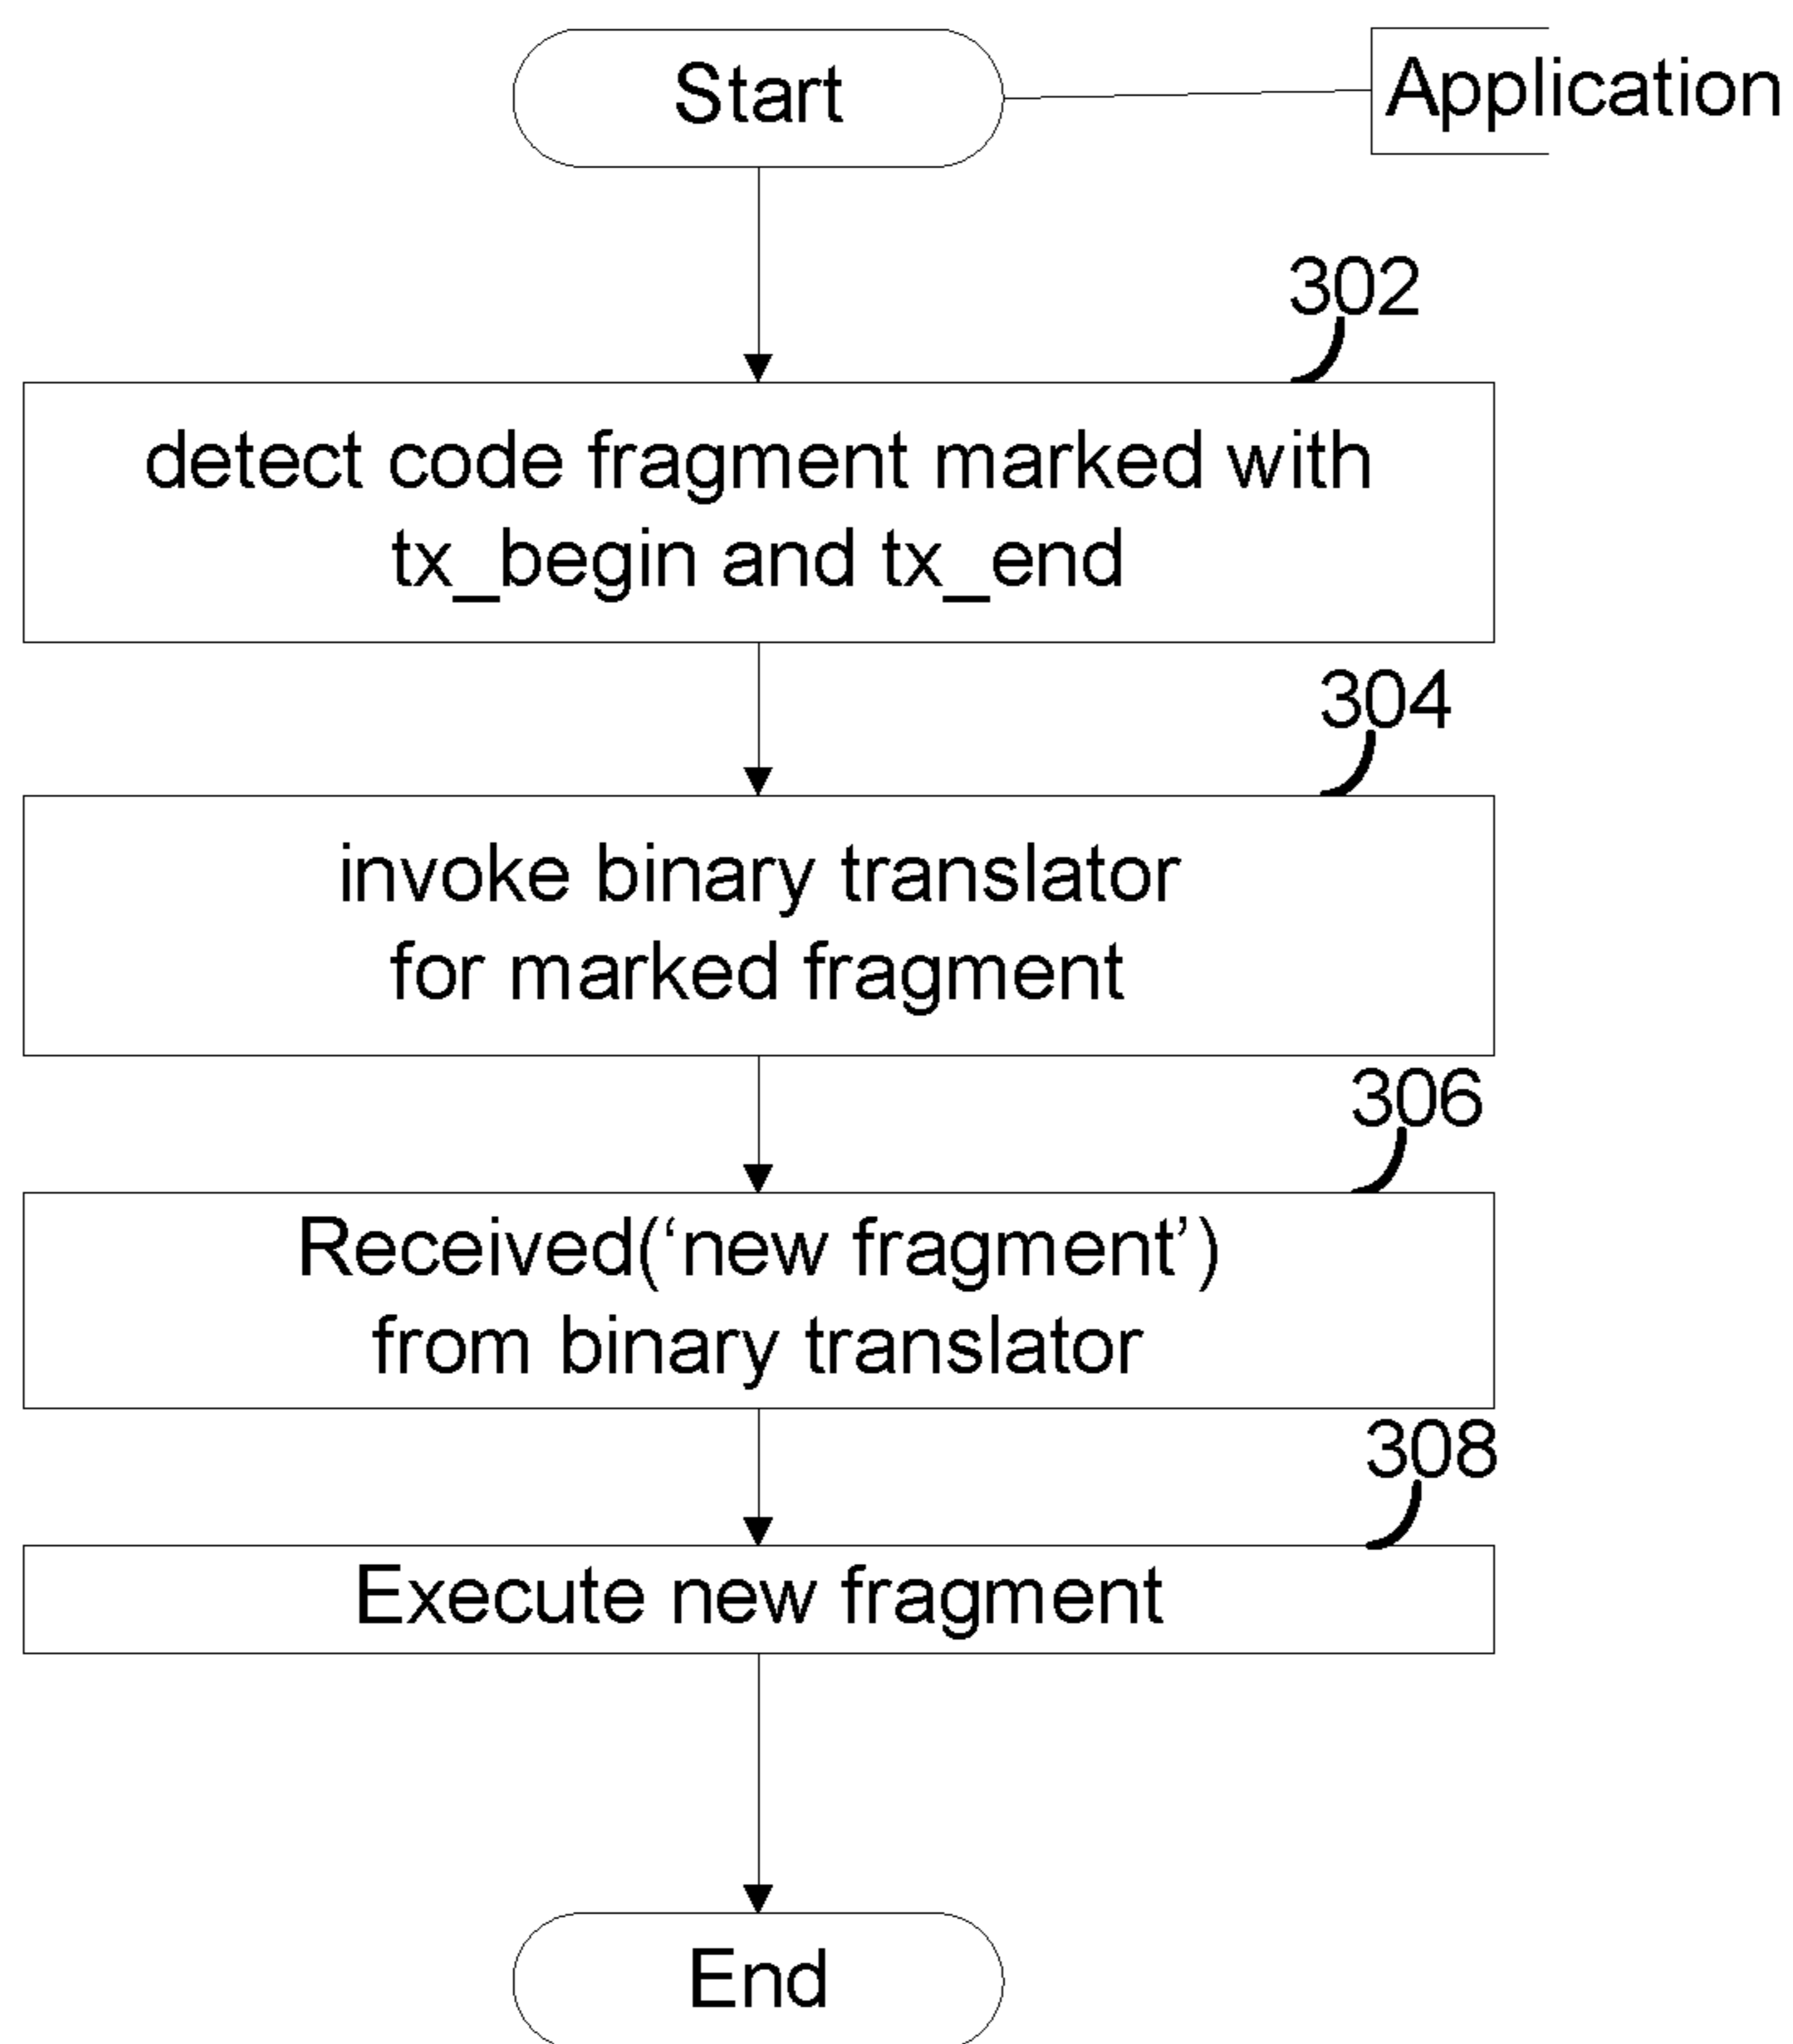 Start
Application
302
detect code fragment marked with
tx_begin and tx_end
304
invoke binary translator
for marked fragment
306
Received(‘new fragment’)
from binary translator
308
Execute new fragment
End